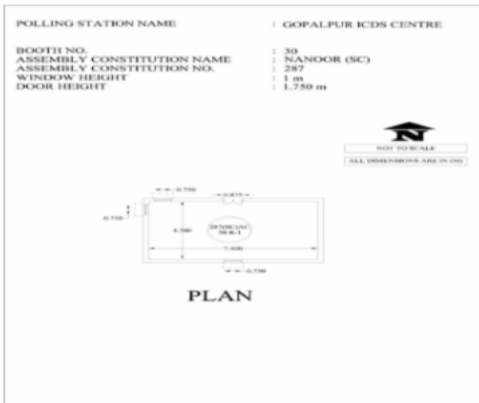 POLLING STATION NAME : GOPALPUR ICDS CENTRE
BOOTH NO. : 30
ASSEMBLY CONSTITUTION NAME : NANOOR (SC)
ASSEMBLY CONSTITUTION NO. : 287
WINDOW HEIGHT : 1 m
DOOR HEIGHT : 1.750 m
N
NOT TO SCALE
ALL DIMENSIONS ARE IN (M)
0.750
0.875
0.750
4.500
7.400
0.750
PLAN